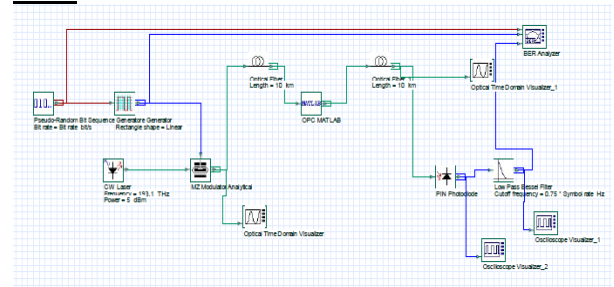 BER Analyzer
Optical Fiber
Length = 10 km
Optical Fiber_1
Length = 10 km
Optical Time Domain Visualizer_1
MATLAB
OPC MATLAB
Pseudo-Random Bit Sequence Generator
Bit rate = Bit rate bit/s
Generator
Rectangle shape = Linear
CW Laser
Frequency = 193.1 THz
Power = 5 dBm
MZ Modulator Analytical
PIN Photodiode
Low Pass Bessel Filter
Cutoff frequency = 0.75 * Symbol rate Hz
Optical Time Domain Visualizer
Oscilloscope Visualizer_1
Oscilloscope Visualizer_2